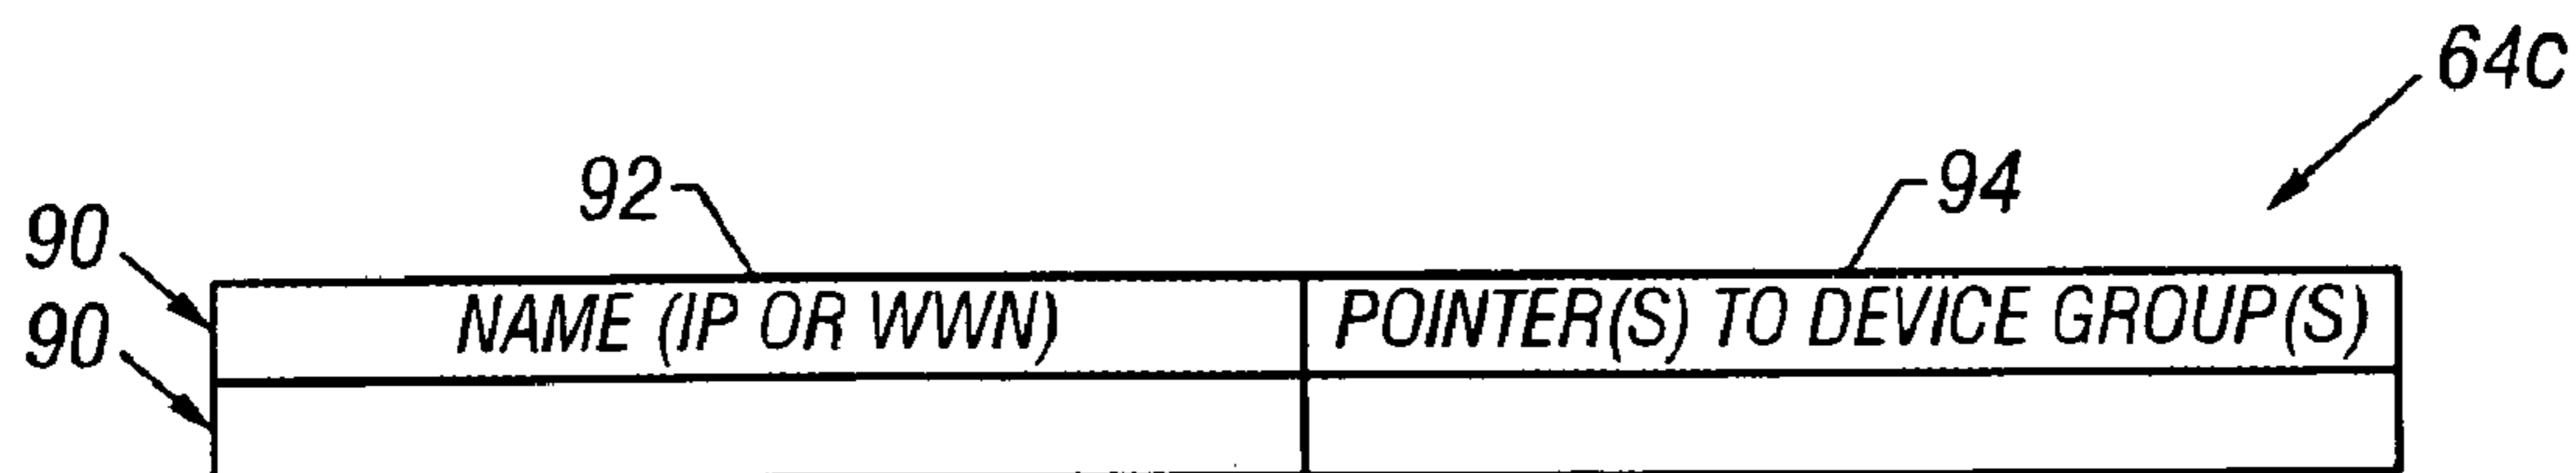 64C
92
94
90
NAME (IP OR WWN) POINTER(S) TO DEVICE GROUP(S)
90